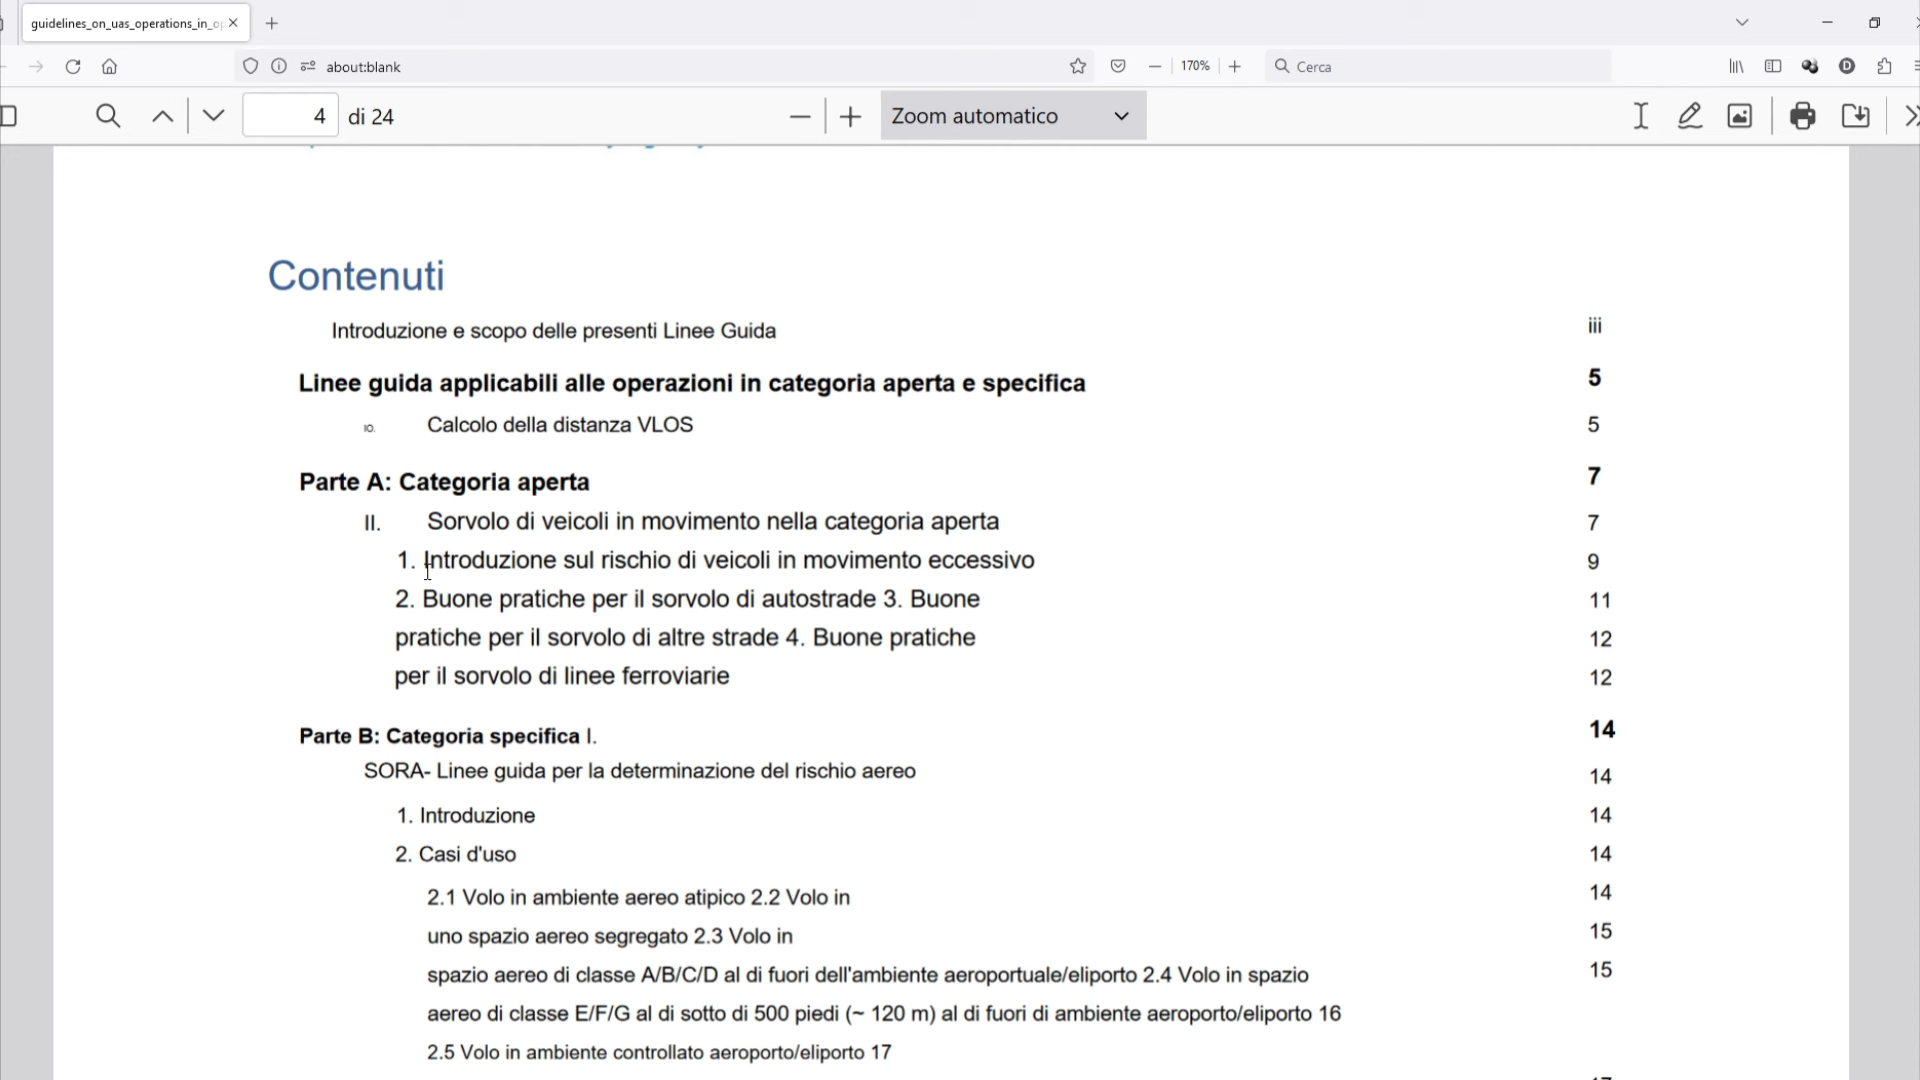 guidelines_on_uas_operations_in_o
about:blank
170%
Cerca
4 di 24
Zoom automatico
Contenuti
Introduzione e scopo delle presenti Linee Guida iii
Linee guida applicabili alle operazioni in categoria aperta e specifica 5
IO. Calcolo della distanza VLOS 5
Parte A: Categoria aperta 7
II. Sorvolo di veicoli in movimento nella categoria aperta 7
1. Introduzione sul rischio di veicoli in movimento eccessivo 9
2. Buone pratiche per il sorvolo di autostrade 3. Buone 11
pratiche per il sorvolo di altre strade 4. Buone pratiche 12
per il sorvolo di linee ferroviarie 12
Parte B: Categoria specifica I. 14
SORA- Linee guida per la determinazione del rischio aereo 14
1. Introduzione 14
2. Casi d'uso 14
2.1 Volo in ambiente aereo atipico 2.2 Volo in 14
uno spazio aereo segregato 2.3 Volo in 15
spazio aereo di classe A/B/C/D al di fuori dell'ambiente aeroportuale/eliporto 2.4 Volo in spazio 15
aereo di classe E/F/G al di sotto di 500 piedi (~ 120 m) al di fuori di ambiente aeroporto/eliporto 16
2.5 Volo in ambiente controllato aeroporto/eliporto 17